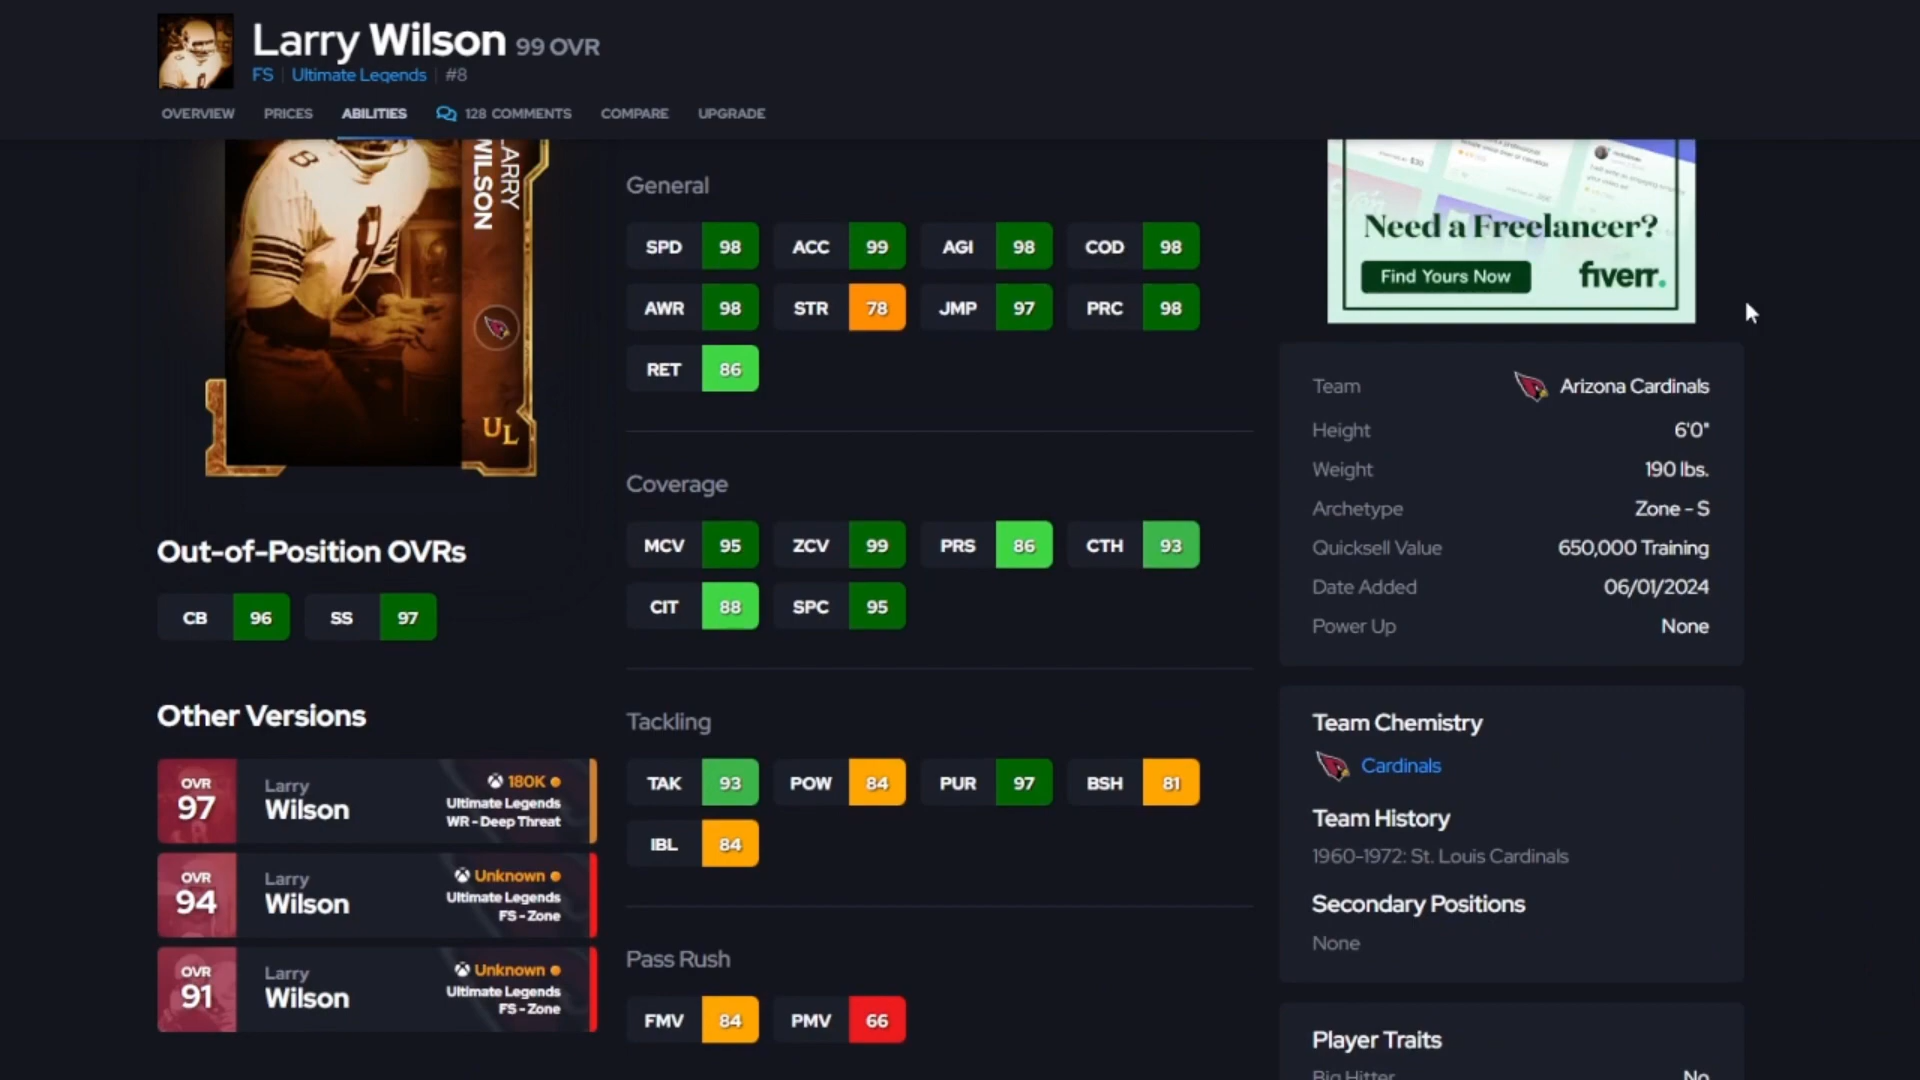 Larry Wilson 99 OVR
FS Ultimate Legends #8
OVERVIEW PRICES ABILITIES 128 COMMENTS COMPARE UPGRADE
8
LARRY
WILSON
8
UL
Out-of-Position OVRs
CB 96 SS 97
Other Versions
OVR
97
Larry
Wilson
180K
Ultimate Legends
WR - Deep Threat
OVR
94
Larry
Wilson
Unknown
Ultimate Legends
FS - Zone
OVR
91
Larry
Wilson
Unknown
Ultimate Legends
FS - Zone
General
SPD 98 ACC 99 AGI 98 COD 98
AWR 98 STR 78 JMP 97 PRC 98
RET 86
Coverage
MCV 95 ZCV 99 PRS 86 CTH 93
CIT 88 SPC 95
Tackling
TAK 93 POW 84 PUR 97 BSH 81
IBL 84
Pass Rush
FMV 84 PMV 66
Need a Freelancer?
Find Yours Now fiverr.
Team Arizona Cardinals
Height 6'0"
Weight 190 lbs.
Archetype Zone - S
Quicksell Value 650,000 Training
Date Added 06/01/2024
Power Up None
Team Chemistry
Cardinals
Team History
1960-1972: St. Louis Cardinals
Secondary Positions
None
Player Traits
Big Hitter No